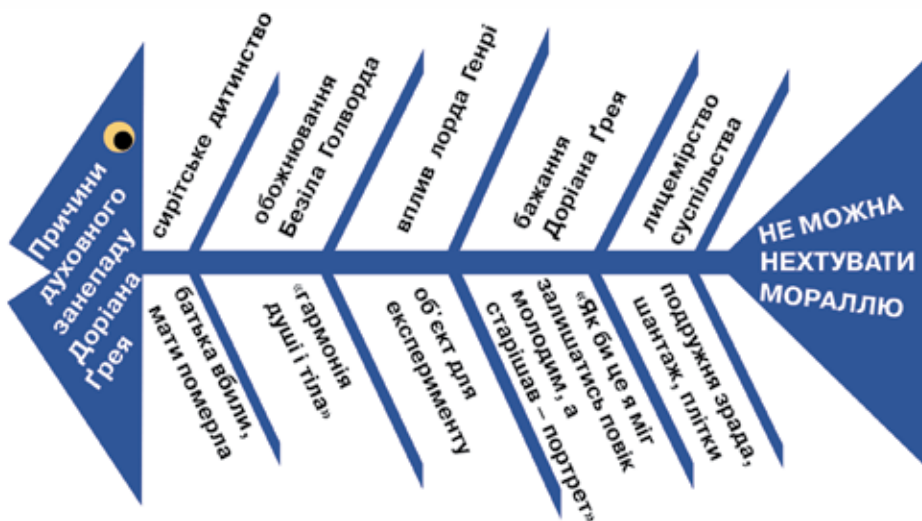 Причини
духовного
занепаду
Доріана
Ґрея
сирітське дитинство
обожнювання
Безіла Голворда
вплив лорда Генрі
бажання
Доріана Ґрея
лицемірство
суспільства
батька вбили,
мати померла
«гармонія
душі і тіла»
об'єкт для
експерименту
«Як би це я міг
залишатись повік
молодим, а
старішав – портрет»
подружня зрада,
шантаж, плітки
НЕ МОЖНА
НЕХТУВАТИ
МОРАЛЛЮ